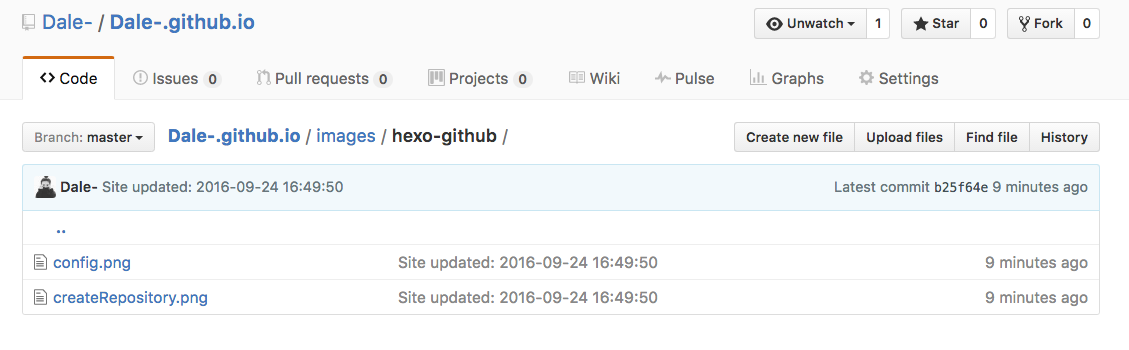 Dale- / Dale-.github.io Unwatch 1 Star 0 Fork 0
Code Issues 0 Pull requests 0 Projects 0 Wiki Pulse Graphs Settings
Branch: master Dale-.github.io / images / hexo-github / Create new file Upload files Find file History
Dale- Site updated: 2016-09-24 16:49:50 Latest commit b25f64e 9 minutes ago
..
config.png Site updated: 2016-09-24 16:49:50 9 minutes ago
createRepository.png Site updated: 2016-09-24 16:49:50 9 minutes ago